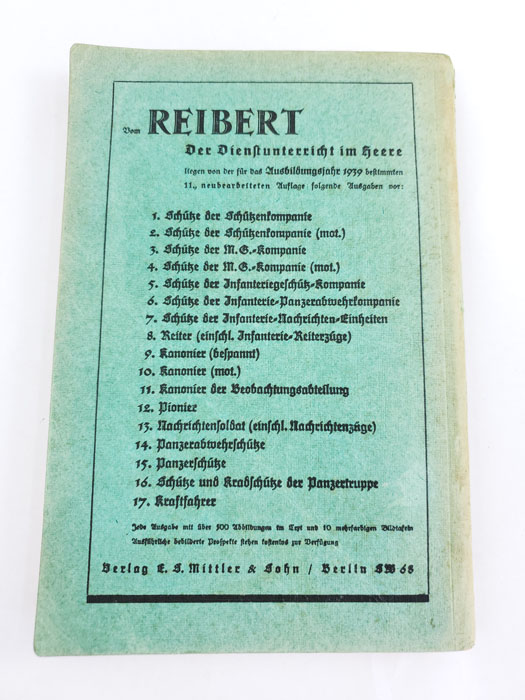 Vom REIBERT
Der Dienstunterricht im Heere
liegen von der für das Ausbildungsjahr 1939 bestimmten
11., neubearbeiteten Auflage folgende Ausgaben vor:
1. Schütze der Schützenkompanie
2. Schütze der Schützenkompanie (mot.)
3. Schütze der M.G.-Kompanie
4. Schütze der M.G.-Kompanie (mot.)
5. Schütze der Infanteriegeschütz-Kompanie
6. Schütze der Infanterie-Panzerabwehrkompanie
7. Schütze der Infanterie-Nachrichten-Einheiten
8. Reiter (einschl. Infanterie-Reiterzüge)
9. Kanonier (bespannt)
10. Kanonier (mot.)
11. Kanonier der Beobachtungsabteilung
12. Pionier
13. Nachrichtensoldat (einschl. Nachrichtenzüge)
14. Panzerabwehrschütze
15. Panzerschütze
16. Schütze und Kradschütze der Panzertruppe
17. Kraftfahrer
Jede Ausgabe mit über 500 Abbildungen im Text und 10 mehrfarbigen Bildtafeln
Ausführliche bebilderte Prospekte stehen kostenlos zur Verfügung
Verlag E. S. Mittler & Sohn / Berlin SW 68